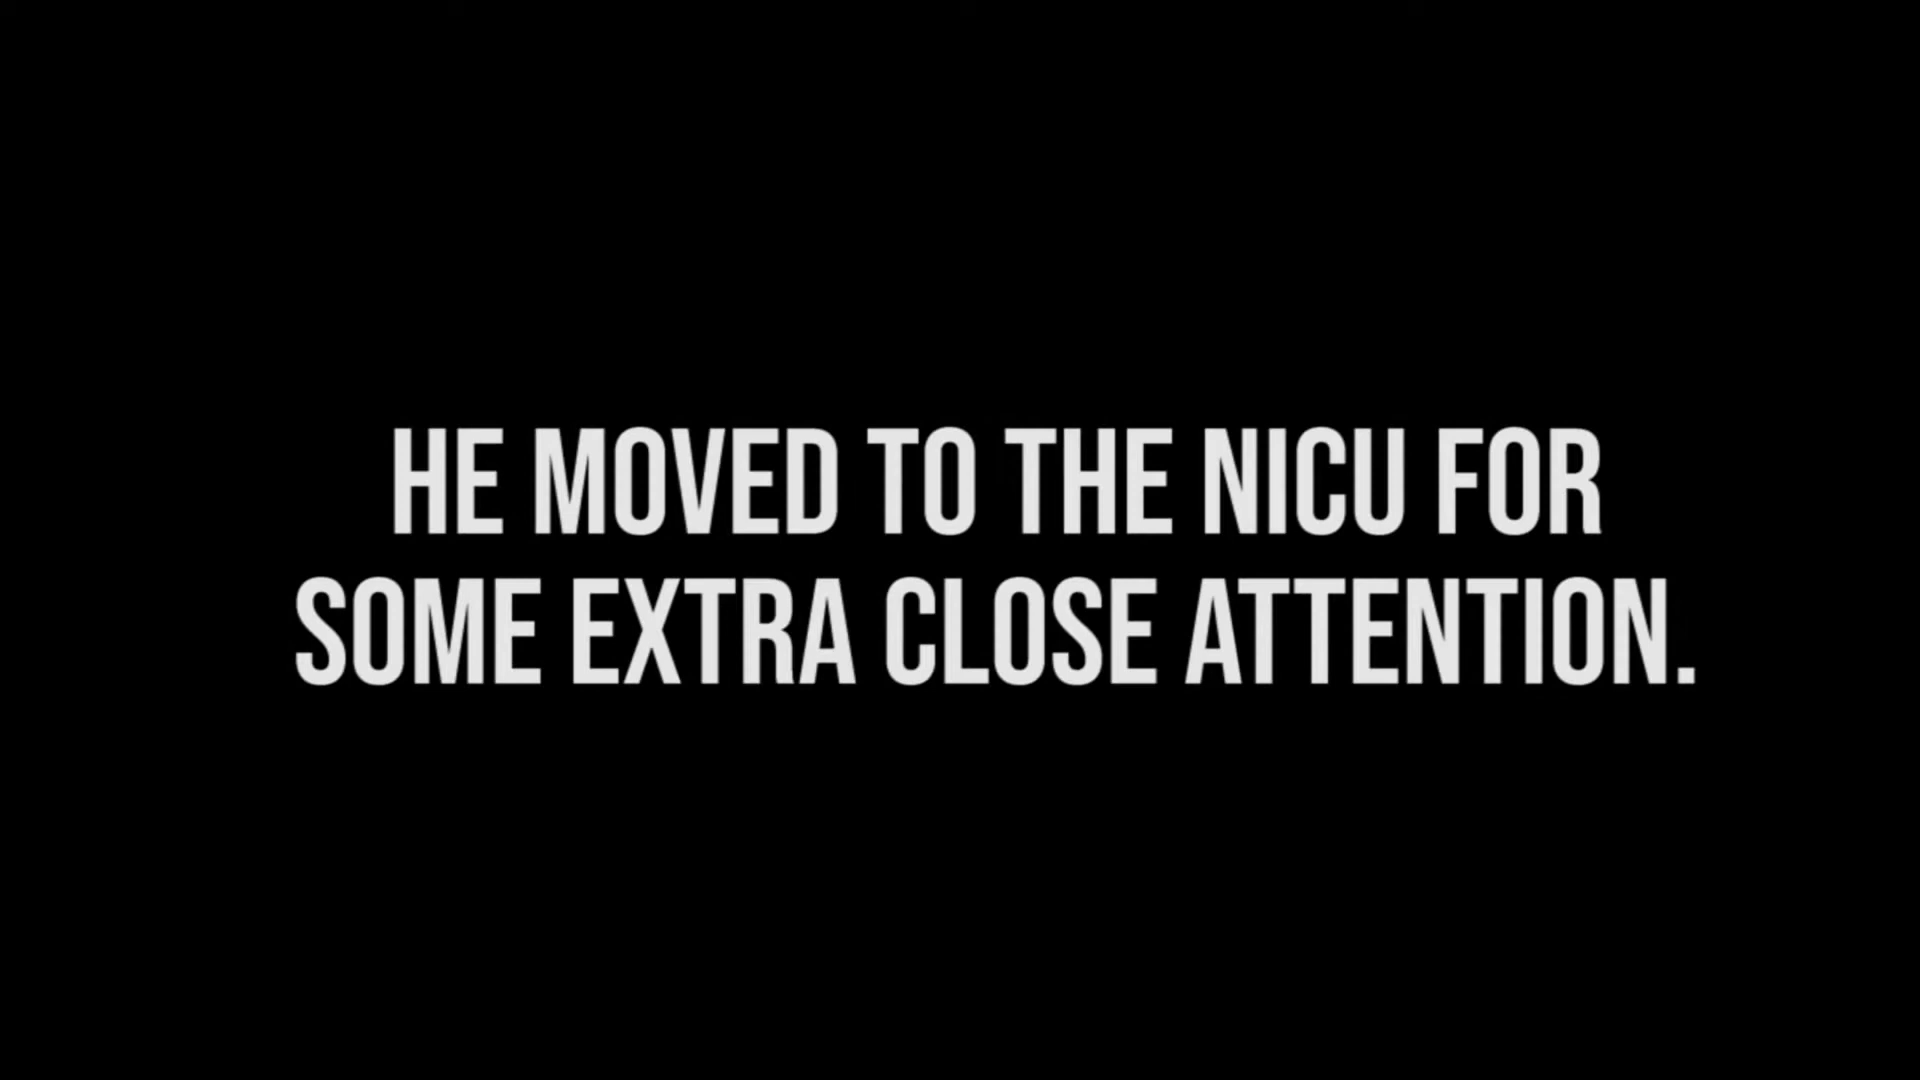 HE MOVED TO THE NICU FOR
SOME EXTRA CLOSE ATTENTION.